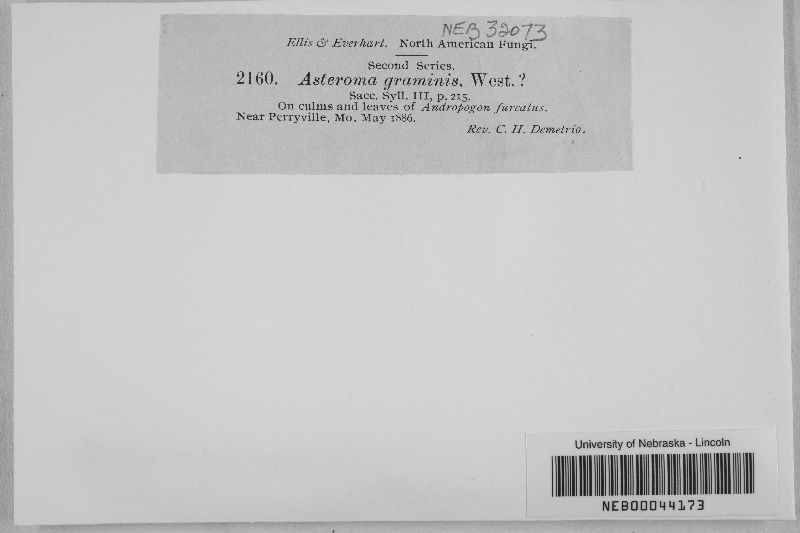 NEB 32073
Ellis & Everhart. North American Fungi.
Second Series.
2160. Asteroma graminis, West. ?
Sacc. Syll. III, p. 215.
On culms and leaves of Andropogon furcatus.
Near Perryville, Mo. May 1886.
Rev. C. H. Demetrio.
University of Nebraska - Lincoln
NEB00044173